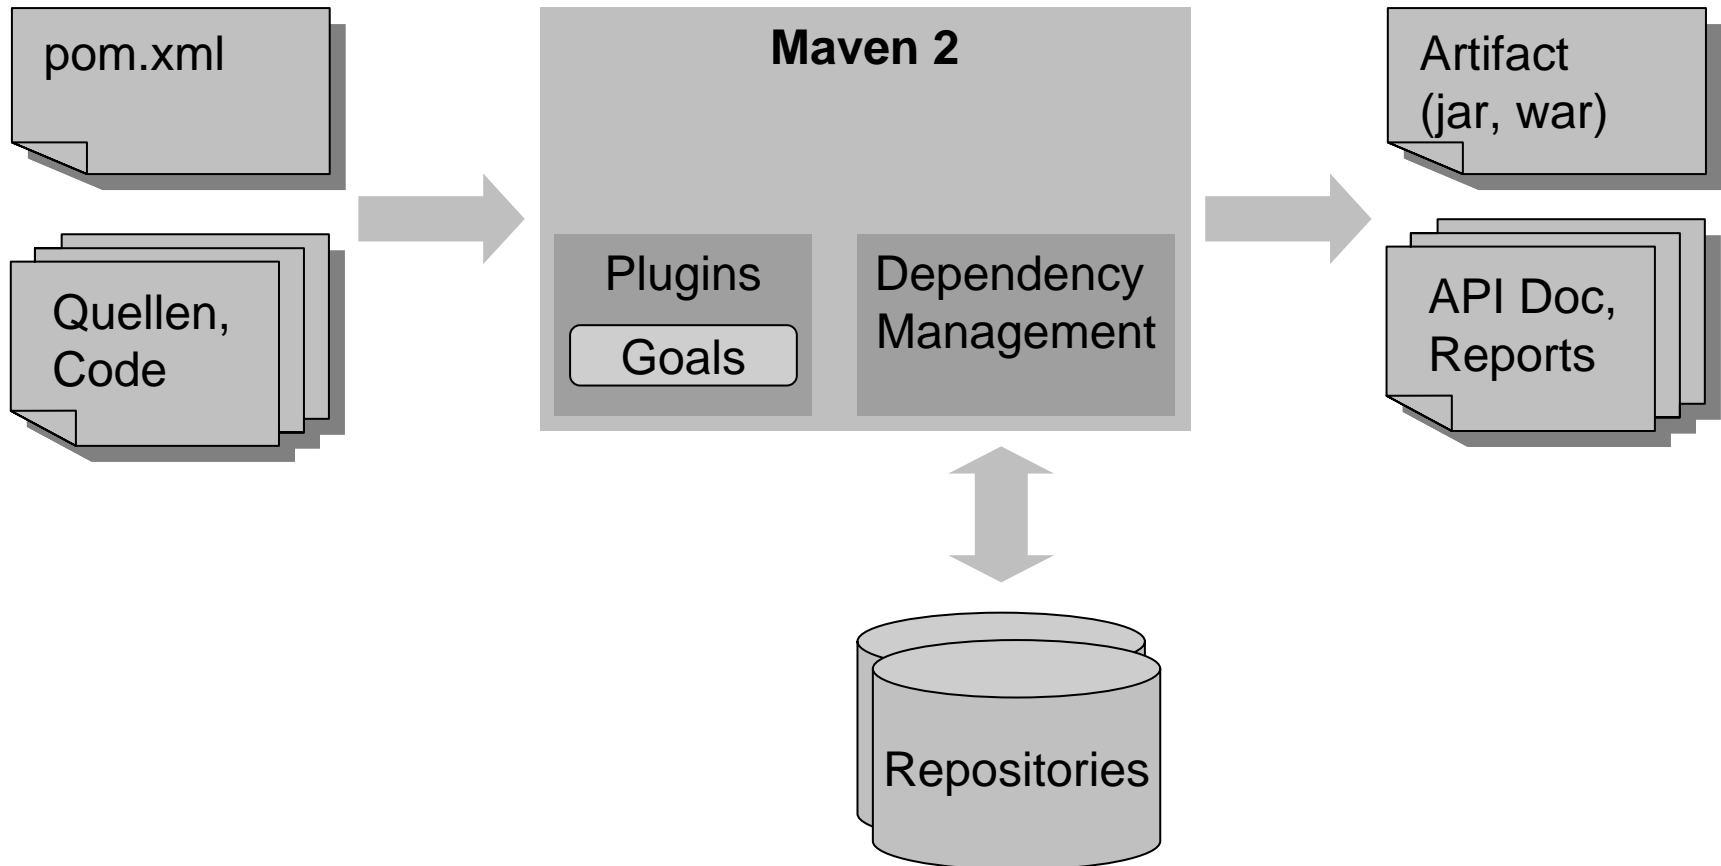 pom.xml
Quellen,
Code
Maven 2
Plugins
Goals
Dependency
Management
Artifact
(jar, war)
API Doc,
Reports
Repositories